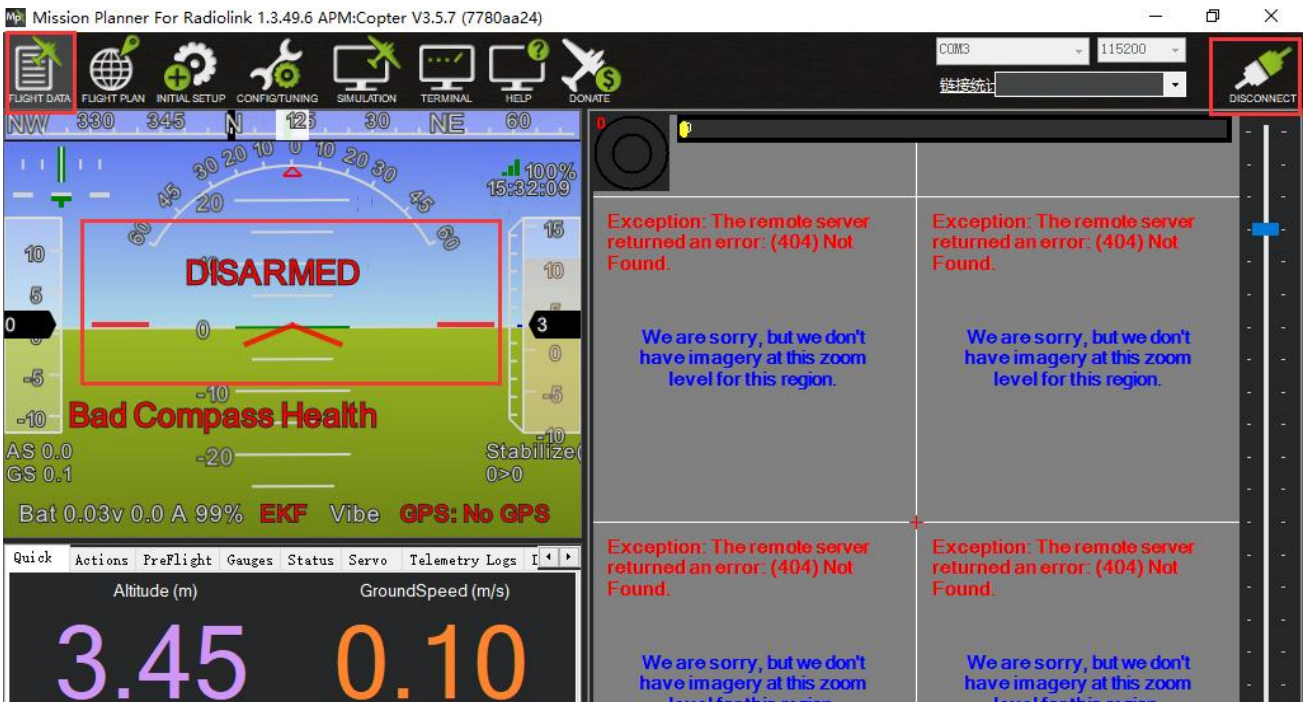 Mission Planner For Radiolink 1.3.49.6 APM:Copter V3.5.7 (7780aa24)
FLIGHT DATA
FLIGHT PLAN
INITIAL SETUP
CONFIG/TUNING
SIMULATION
TERMINAL
HELP
DONATE
COM3
115200
链接统计
DISCONNECT
NW 330 345 N 125 30 NE 60
60 45 30 20 10 0 10 20 30 45 60
100%
15:32:09
20
10
5
0
-5
-10
DISARMED
0
-10
-20
15
10
3
0
-5
-10
Bad Compass Health
AS 0.0
GS 0.1
Stabilize(
0>0
Bat 0.03v 0.0 A 99% EKF Vibe GPS: No GPS
0
Exception: The remote server
returned an error: (404) Not
Found.
We are sorry, but we don't
have imagery at this zoom
level for this region.
Exception: The remote server
returned an error: (404) Not
Found.
We are sorry, but we don't
have imagery at this zoom
level for this region.
Exception: The remote server
returned an error: (404) Not
Found.
We are sorry, but we don't
have imagery at this zoom
level for this region.
Exception: The remote server
returned an error: (404) Not
Found.
We are sorry, but we don't
have imagery at this zoom
level for this region.
Quick Actions PreFlight Gauges Status Servo Telemetry Logs
Altitude (m)
3.45
GroundSpeed (m/s)
0.10